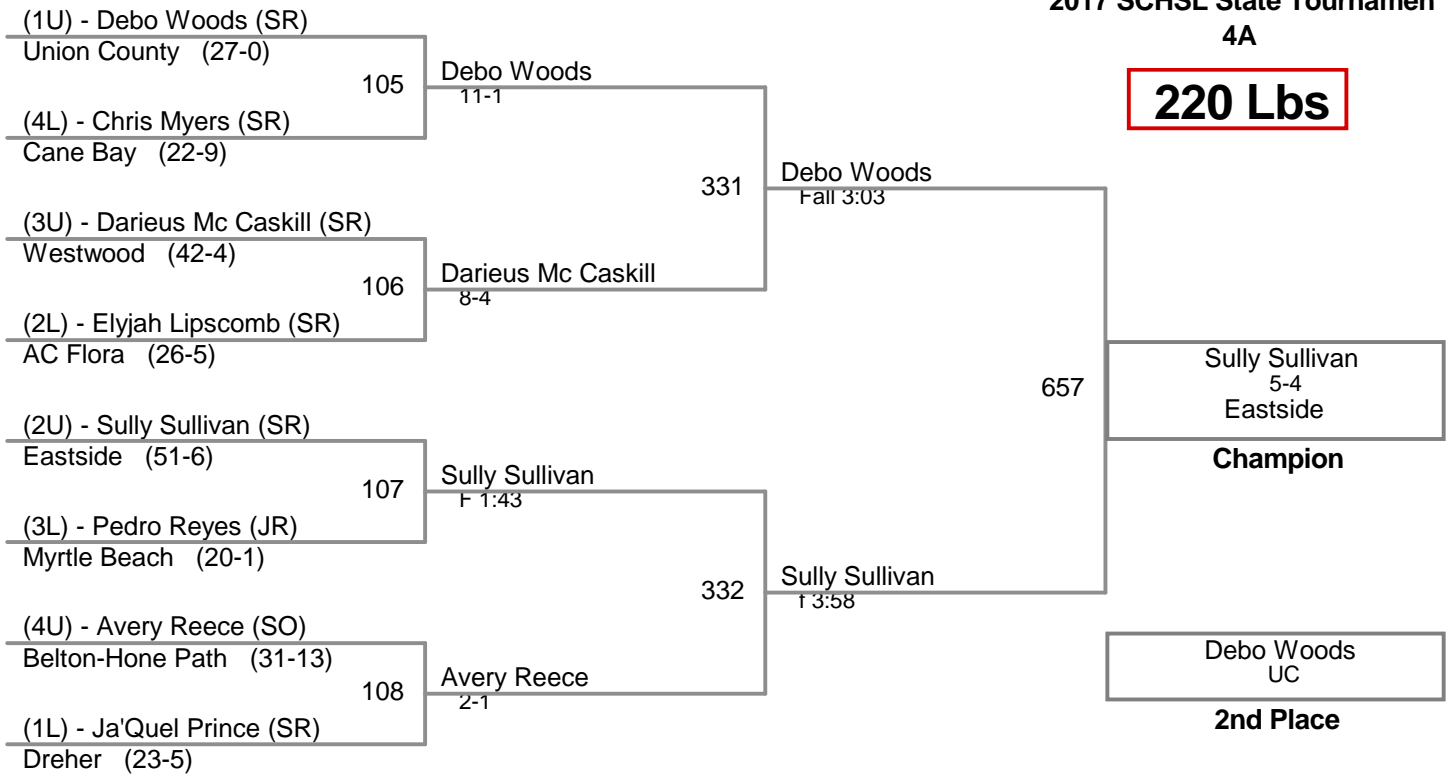 2017 SCHSL State Tournamen
4A
220 Lbs
(1U) - Debo Woods (SR)
Union County (27-0)
105
(4L) - Chris Myers (SR)
Cane Bay (22-9)
(3U) - Darieus Mc Caskill (SR)
Westwood (42-4)
106
(2L) - Elyjah Lipscomb (SR)
AC Flora (26-5)
(2U) - Sully Sullivan (SR)
Eastside (51-6)
107
(3L) - Pedro Reyes (JR)
Myrtle Beach (20-1)
(4U) - Avery Reece (SO)
Belton-Hone Path (31-13)
108
(1L) - Ja'Quel Prince (SR)
Dreher (23-5)
Debo Woods
11-1
331
Darieus Mc Caskill
8-4
Sully Sullivan
F 1:43
332
Avery Reece
2-1
Debo Woods
Fall 3:03
657
Sully Sullivan
f 3:58
Sully Sullivan
5-4
Eastside
Champion
Debo Woods
UC
2nd Place